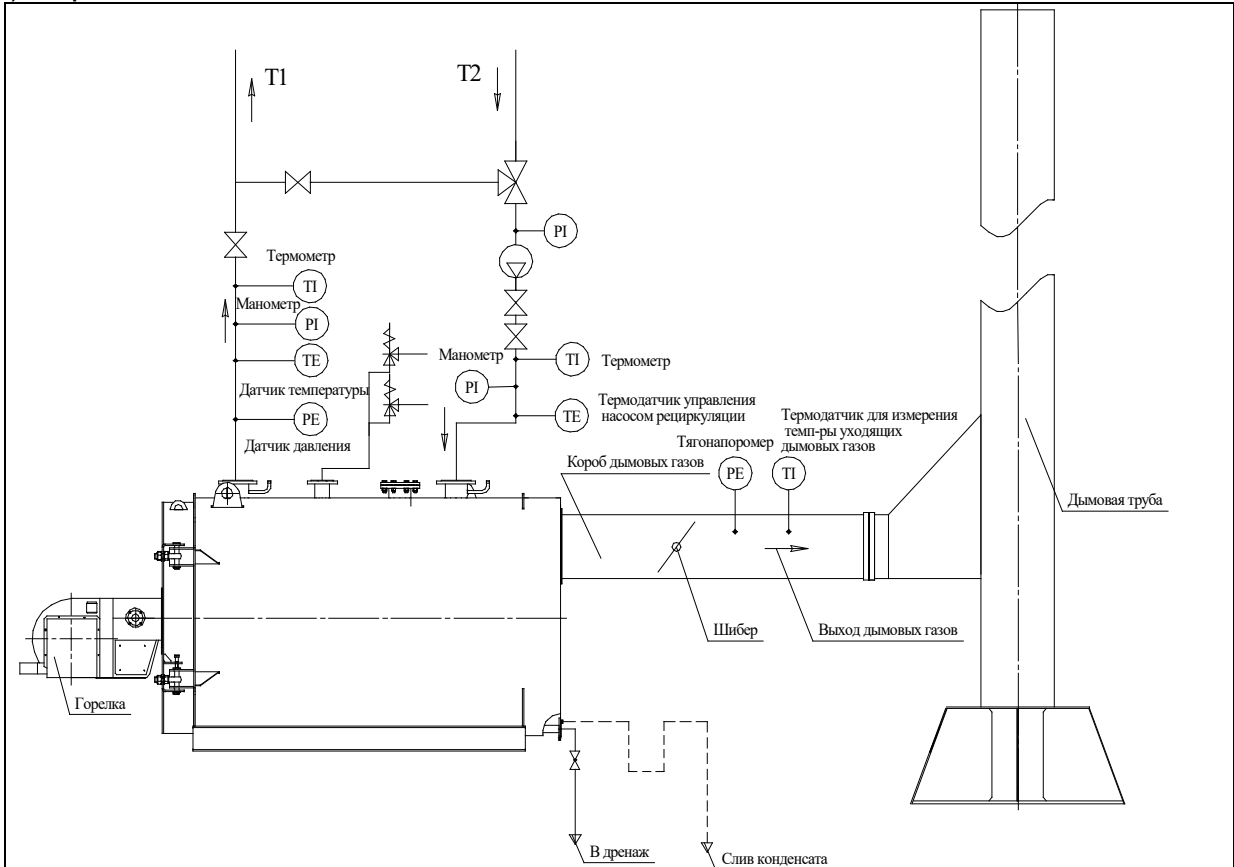 T1
T2
PI
Термометр
TI
Манометр
PI
TE
Датчик температуры
PE
Датчик давления
Манометр
PI
TI
Термометр
TE
Термодатчик управления
насосом рециркуляции
Термодатчик для измерения
темп-ры уходящих
дымовых газов
Тягонапоромер
PE
TI
Короб дымовых газов
Дымовая труба
Шибер
Выход дымовых газов
Горелка
В дренаж
Слив конденсата